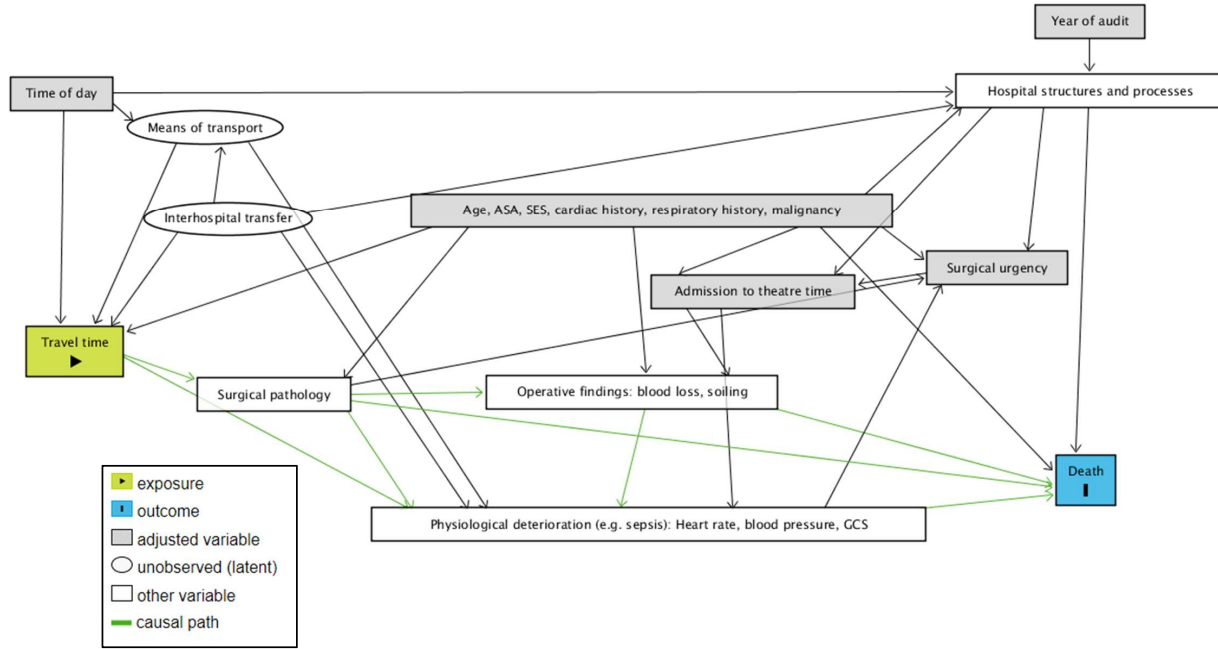 Year of audit
Time of day
Hospital structures and processes
Means of transport
Age, ASA, SES, cardiac history, respiratory history, malignancy
Interhospital transfer
Surgical urgency
Admission to theatre time
Travel time
Surgical pathology
Operative findings: blood loss, soiling
Death
Physiological deterioration (e.g. sepsis): Heart rate, blood pressure, GCS
exposure
outcome
adjusted variable
unobserved (latent)
other variable
causal path